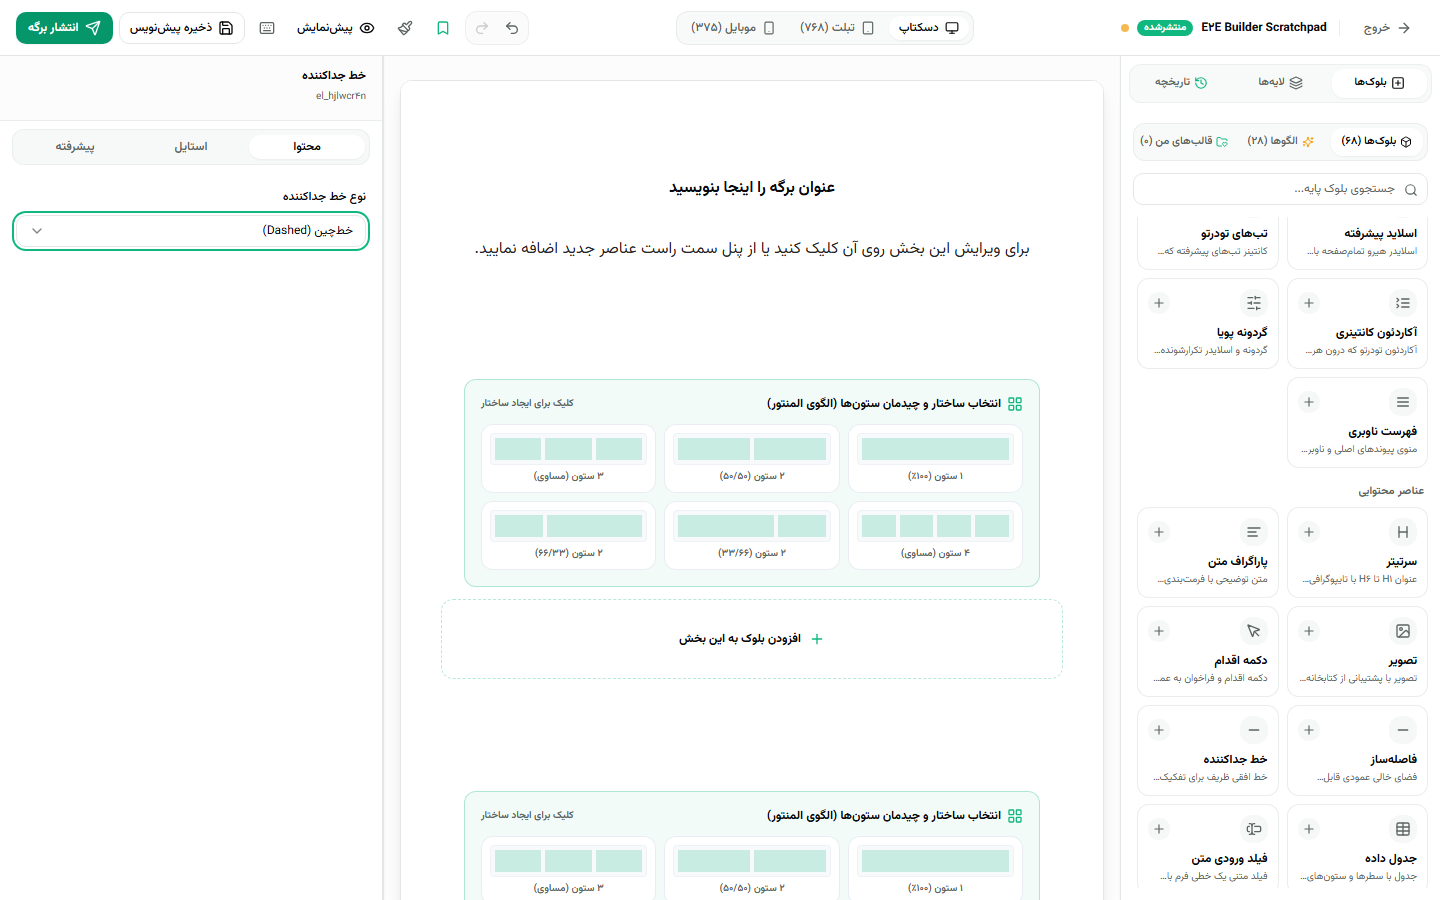 خروج
E2E Builder Scratchpad
منتشرشده
دسکتاپ
تبلت (۷۶۸)
موبایل (۳۷۵)
پیش‌نمایش
ذخیره پیش‌نویس
انتشار برگه
بلوک‌ها
لایه‌ها
تاریخچه
بلوک‌ها (۶۸)
الگوها (۲۸)
قالب‌های من (۰)
جستجوی بلوک پایه...
اسلاید پیشرفته
اسلایدر هیرو تمام‌صفحه با...
تب‌های تودرتو
کانتینر تب‌های پیشرفته که...
آکاردئون کانتینری
آکاردئون تودرتو که درون هر...
گردونه پویا
گردونه و اسلایدر تکرارشونده...
فهرست ناوبری
منوی پیوندهای اصلی و ناوبر...
عناصر محتوایی
سرتیتر
عنوان H۱ تا H۶ با تایپوگرافی...
پاراگراف متن
متن توضیحی با فرمت‌بندی...
تصویر
تصویر با پشتیبانی از کتابخانه...
دکمه اقدام
دکمه اقدام و فراخوان به عمـ...
فاصله‌ساز
فضای خالی عمودی قابل...
خط جداکننده
خط افقی ظریف برای تفکیک...
جدول داده
جدول با سطرها و ستون‌های...
فیلد ورودی متن
فیلد متنی یک خطی فرم با...
عنوان برگه را اینجا بنویسید
برای ویرایش این بخش روی آن کلیک کنید یا از پنل سمت راست عناصر جدید اضافه نمایید.
انتخاب ساختار و چیدمان ستون‌ها (الگوی المنتور)
کلیک برای ایجاد ساختار
۱ ستون (۱۰۰٪)
۲ ستون (۵۰/۵۰)
۳ ستون (مساوی)
۴ ستون (مساوی)
۲ ستون (۳۳/۶۶)
۲ ستون (۶۶/۳۳)
افزودن بلوک به این بخش
انتخاب ساختار و چیدمان ستون‌ها (الگوی المنتور)
کلیک برای ایجاد ساختار
۱ ستون (۱۰۰٪)
۲ ستون (۵۰/۵۰)
۳ ستون (مساوی)
خط جداکننده
el_hjlwcr۴n
محتوا
استایل
پیشرفته
نوع خط جداکننده
خط‌چین (Dashed)